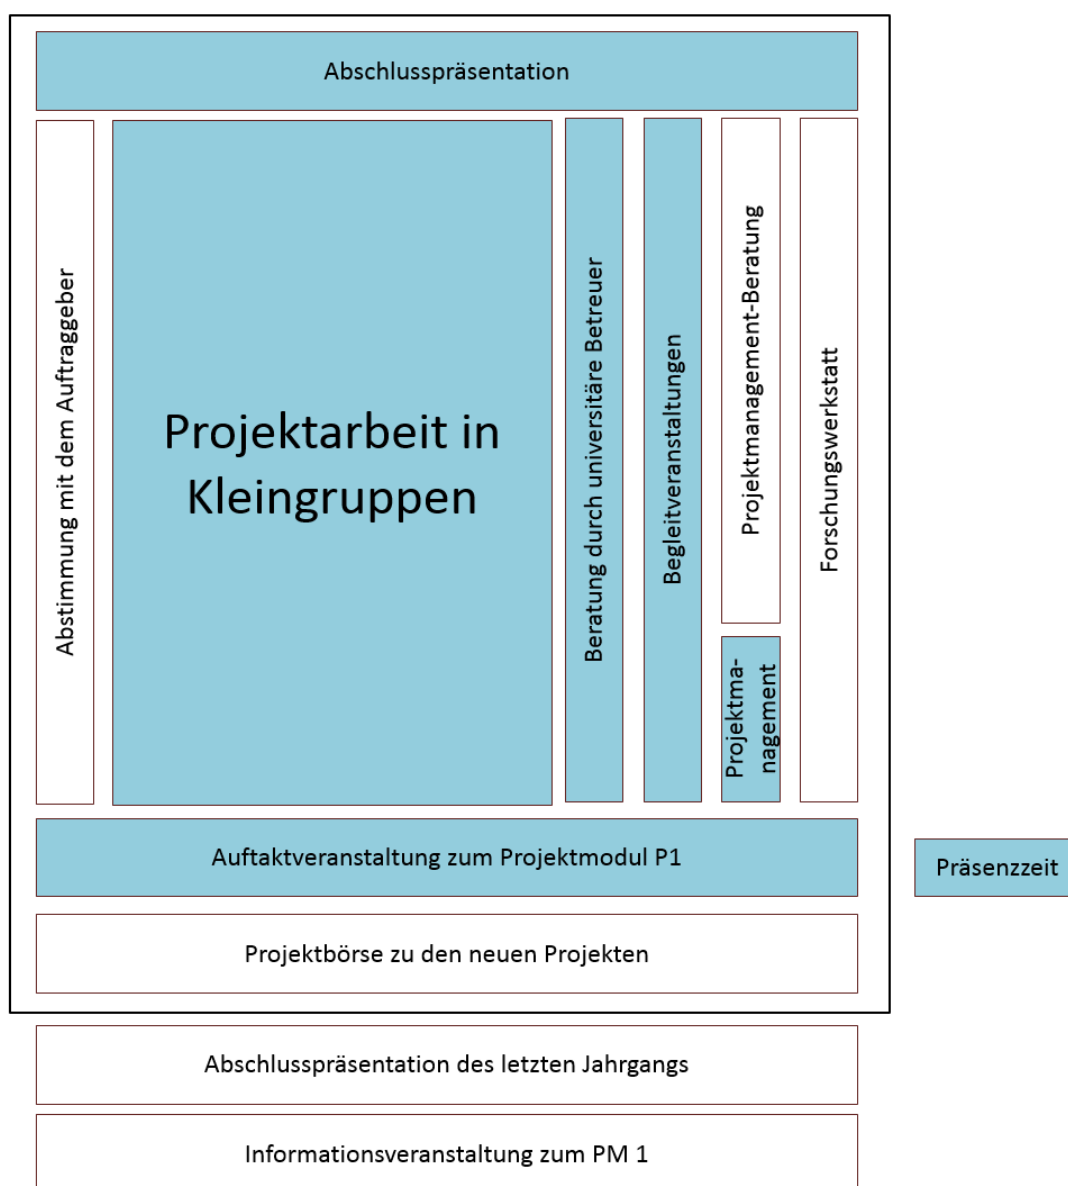 Abschlusspräsentation
Abstimmung mit dem Auftraggeber
Projektarbeit in
Kleingruppen
Beratung durch universitäre Betreuer
Begleitveranstaltungen
Projektmanagement-Beratung
Projektma-
nagement
Forschungswerkstatt
Auftaktveranstaltung zum Projektmodul P1
Präsenzzeit
Projektbörse zu den neuen Projekten
Abschlusspräsentation des letzten Jahrgangs
Informationsveranstaltung zum PM 1